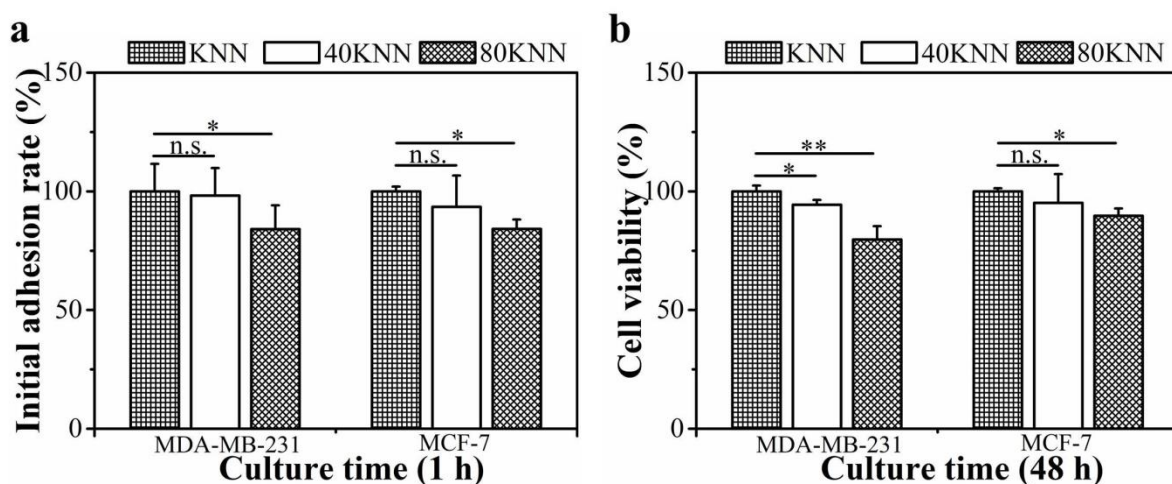 a
KNN 40KNN 80KNN
Initial adhesion rate (%)
150
100
50
0
*
n.s.
*
n.s.
MDA-MB-231 MCF-7
Culture time (1 h)
b
KNN 40KNN 80KNN
Cell viability (%)
150
100
50
0
**
*
*
n.s.
MDA-MB-231 MCF-7
Culture time (48 h)